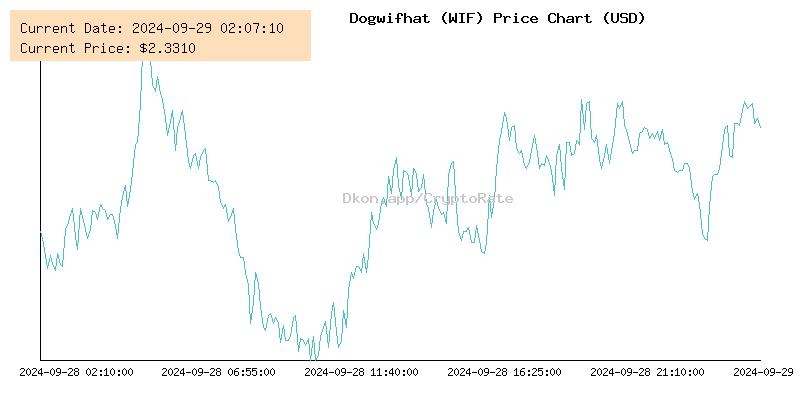 Dogwifhat (WIF) Price Chart (USD)
Current Date: 2024-09-29 02:07:10
Current Price: $2.3310
Dkon.app/CryptoRate
2024-09-28 02:10:00
2024-09-28 06:55:00
2024-09-28 11:40:00
2024-09-28 16:25:00
2024-09-28 21:10:00
2024-09-29